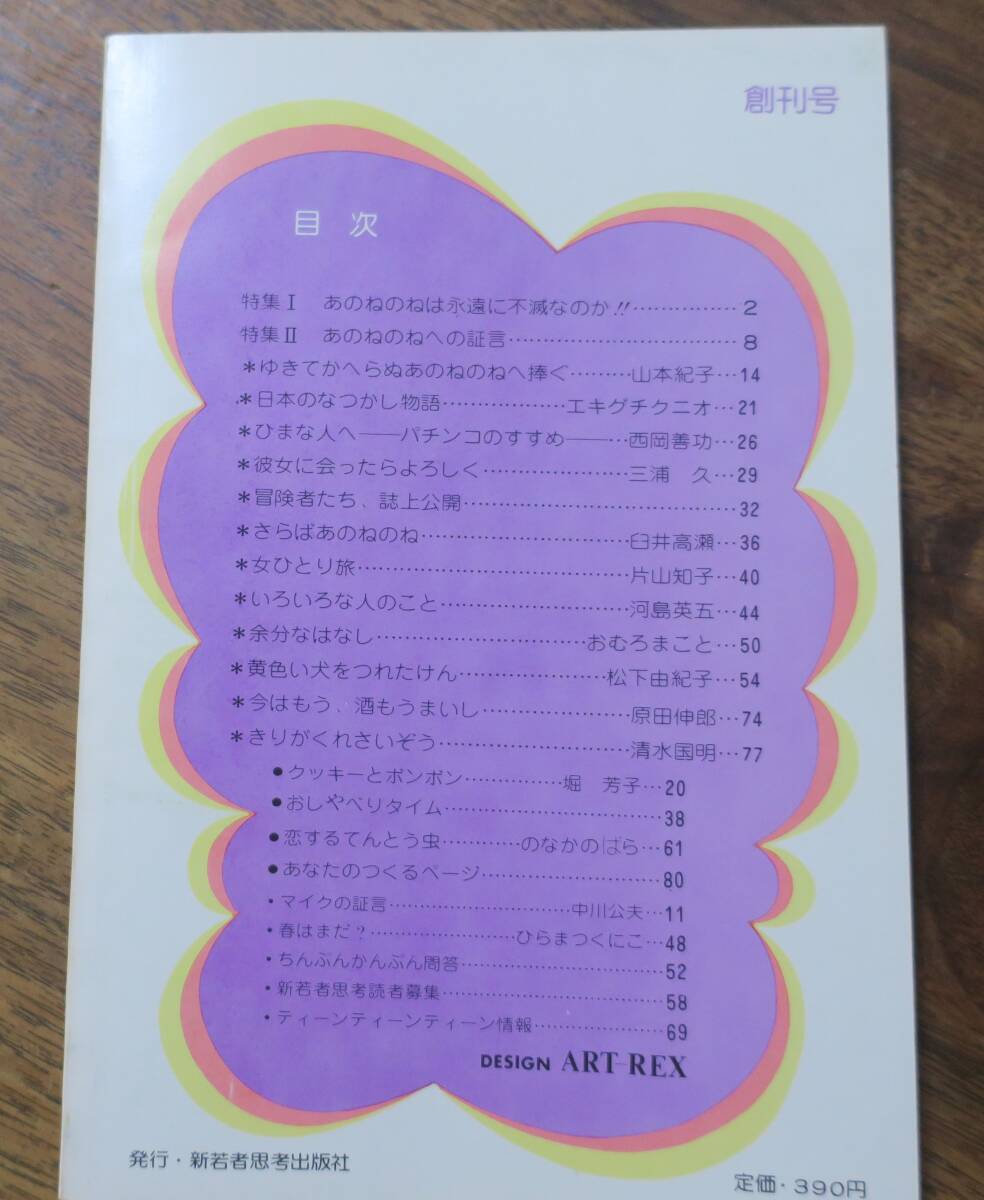 創刊号
目次
特集Ⅰ あのねのねは永遠に不滅なのか!!……………2
特集Ⅱ あのねのねへの証言……………………………8
*ゆきてかへらぬあのねのねへ捧ぐ………山本紀子…14
*日本のなつかし物語………………エキグチクニオ…21
*ひまな人へ――パチンコのすすめ――…西岡善功…26
*彼女に会ったらよろしく…………………三浦 久…29
*冒険者たち、誌上公開…………………………………32
*さらばあのねのね…………………………臼井高瀬…36
*女ひとり旅…………………………………片山知子…40
*いろいろな人のこと………………………河島英五…44
*余分なはなし…………………………おむろまこと…50
*黄色い犬をつれたけん…………………松下由紀子…54
*今はもう、酒もうまいし…………………原田伸郎…74
*きりがくれさいぞう………………………清水国明…77
●クッキーとボンボン……………堀 芳子…20
●おしやべりタイム……………………………38
●恋するてんとう虫…………のなかのばら…61
●あなたのつくるページ………………………80
・マイクの証言………………………中川公夫…11
・春はまだ?……………………ひらまつくにこ…48
・ちんぷんかんぷん問答…………………………52
・新若者思考読者募集……………………………58
・ティーンティーンティーン情報………………69
DESIGN ART-REX
発行・新若者思考出版社
定価・390円